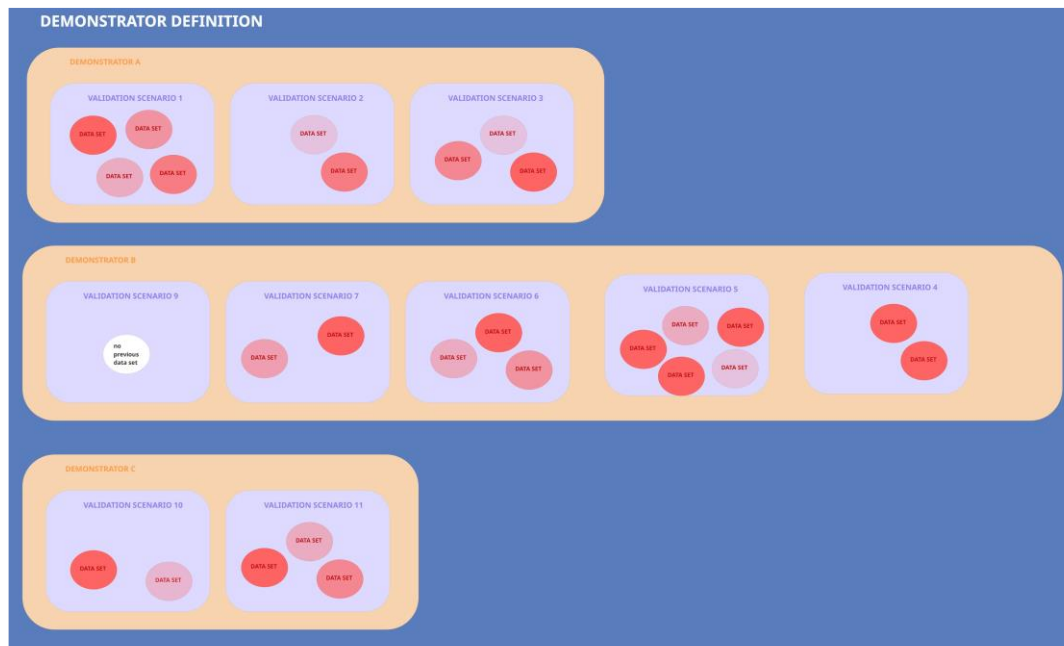 DEMONSTRATOR DEFINITION
DEMONSTRATOR A
VALIDATION SCENARIO 1
DATA SET
DATA SET
DATA SET
DATA SET
VALIDATION SCENARIO 2
DATA SET
DATA SET
VALIDATION SCENARIO 3
DATA SET
DATA SET
DATA SET
DEMONSTRATOR B
VALIDATION SCENARIO 9
no
previous
data set
VALIDATION SCENARIO 7
DATA SET
DATA SET
VALIDATION SCENARIO 6
DATA SET
DATA SET
DATA SET
VALIDATION SCENARIO 5
DATA SET
DATA SET
DATA SET
DATA SET
DATA SET
VALIDATION SCENARIO 4
DATA SET
DATA SET
DEMONSTRATOR C
VALIDATION SCENARIO 10
DATA SET
DATA SET
VALIDATION SCENARIO 11
DATA SET
DATA SET
DATA SET